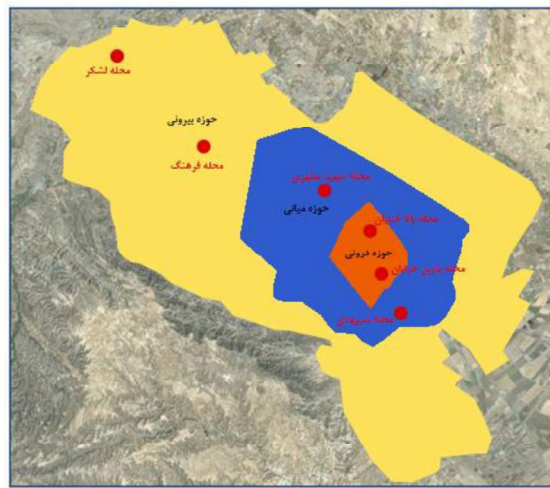 محله لشکر
حوزه بیرونی
محله فرهنگ
محله شهید مطهری
حوزه میانی
محله بالا خیابان
حوزه درونی
محله پایین خیابان
محله سیدی